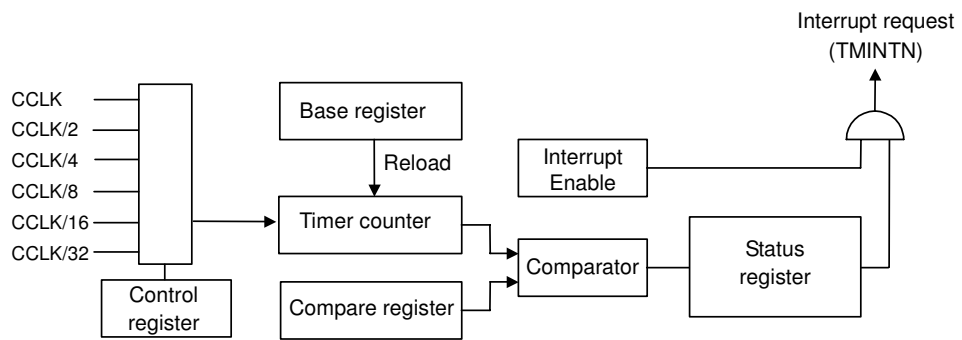 Interrupt request
(TMINTN)
CCLK
CCLK/2
CCLK/4
CCLK/8
CCLK/16
CCLK/32
Control
register
Base register
Reload
Timer counter
Compare register
Interrupt
Enable
Comparator
Status
register